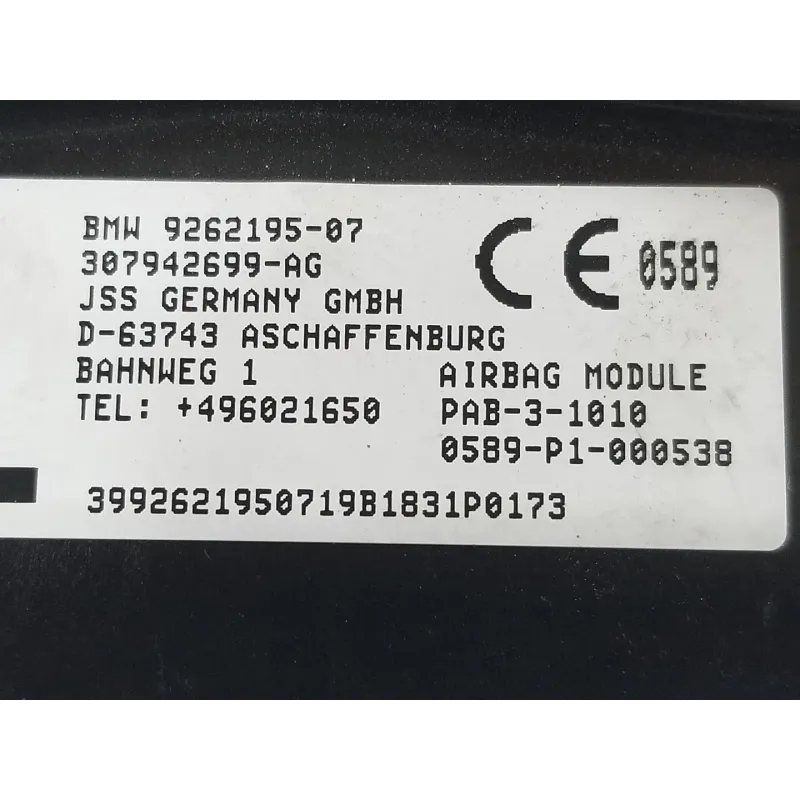 BMW 9262195-07
307942699-AG
JSS GERMANY GMBH
D-63743 ASCHAFFENBURG
BAHNWEG 1
TEL: +496021650
CE 0589
AIRBAG MODULE
PAB-3-1010
0589-P1-000538
3992621950719B1831P0173